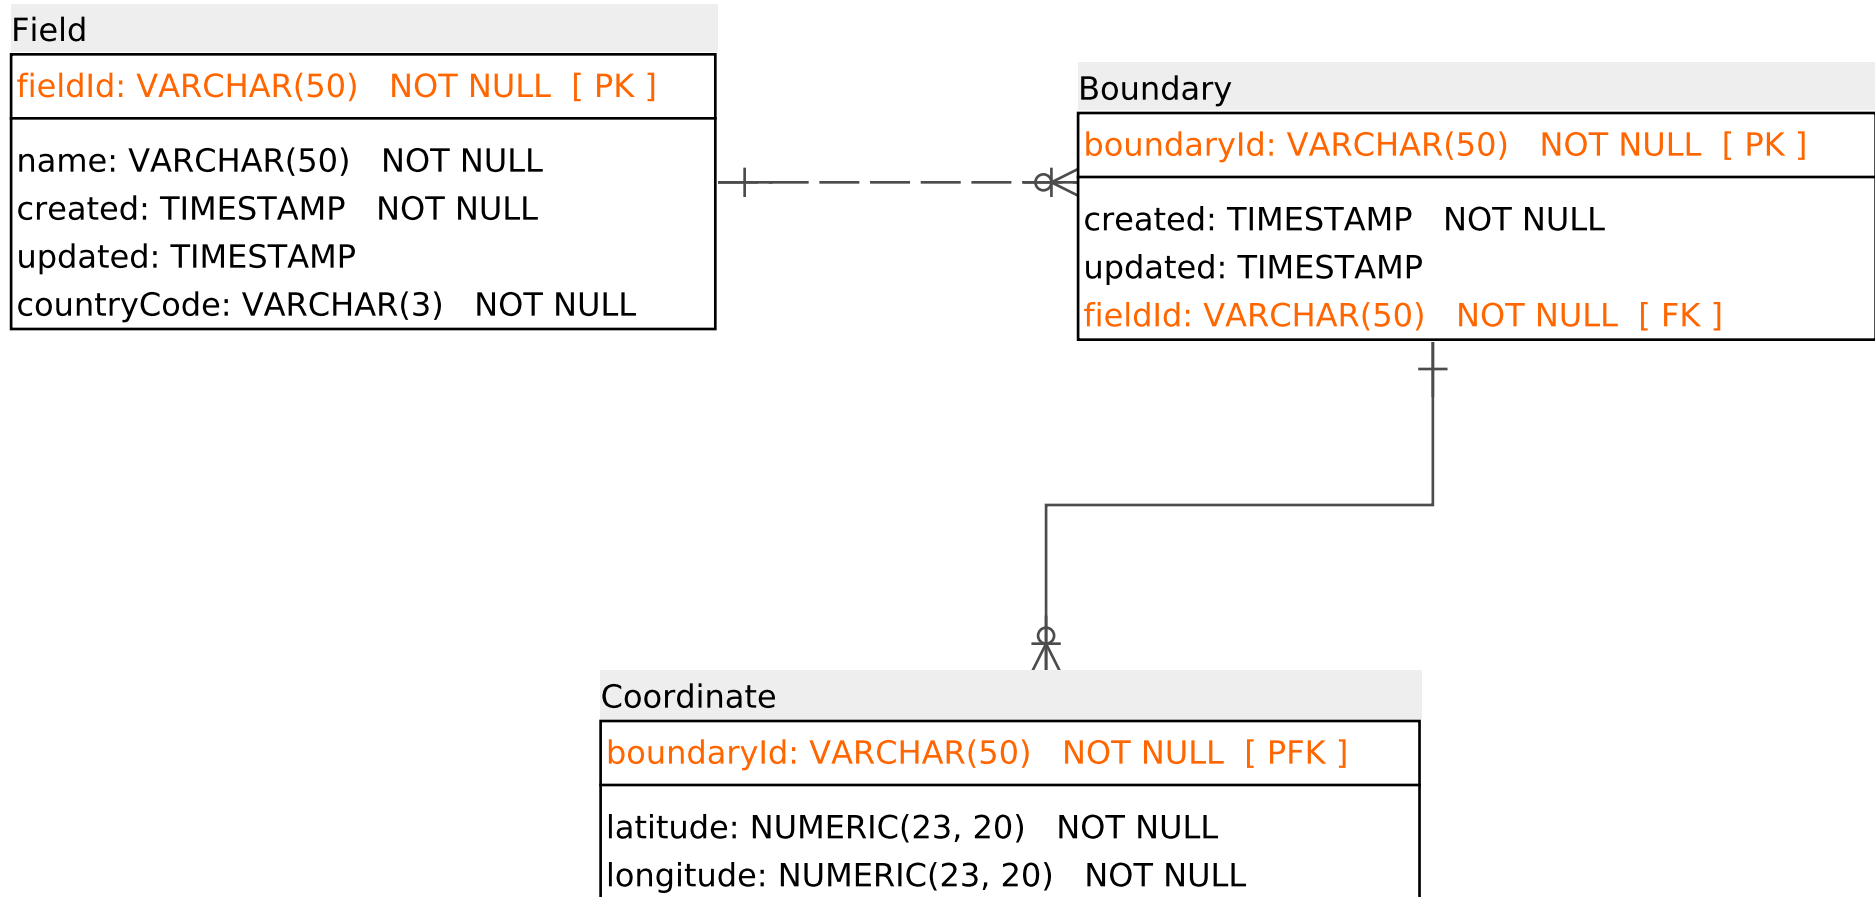 Field
fieldId: VARCHAR(50) NOT NULL [ PK ]
name: VARCHAR(50) NOT NULL
created: TIMESTAMP NOT NULL
updated: TIMESTAMP
countryCode: VARCHAR(3) NOT NULL
Boundary
boundaryId: VARCHAR(50) NOT NULL [ PK ]
created: TIMESTAMP NOT NULL
updated: TIMESTAMP
fieldId: VARCHAR(50) NOT NULL [ FK ]
Coordinate
boundaryId: VARCHAR(50) NOT NULL [ PFK ]
latitude: NUMERIC(23, 20) NOT NULL
longitude: NUMERIC(23, 20) NOT NULL